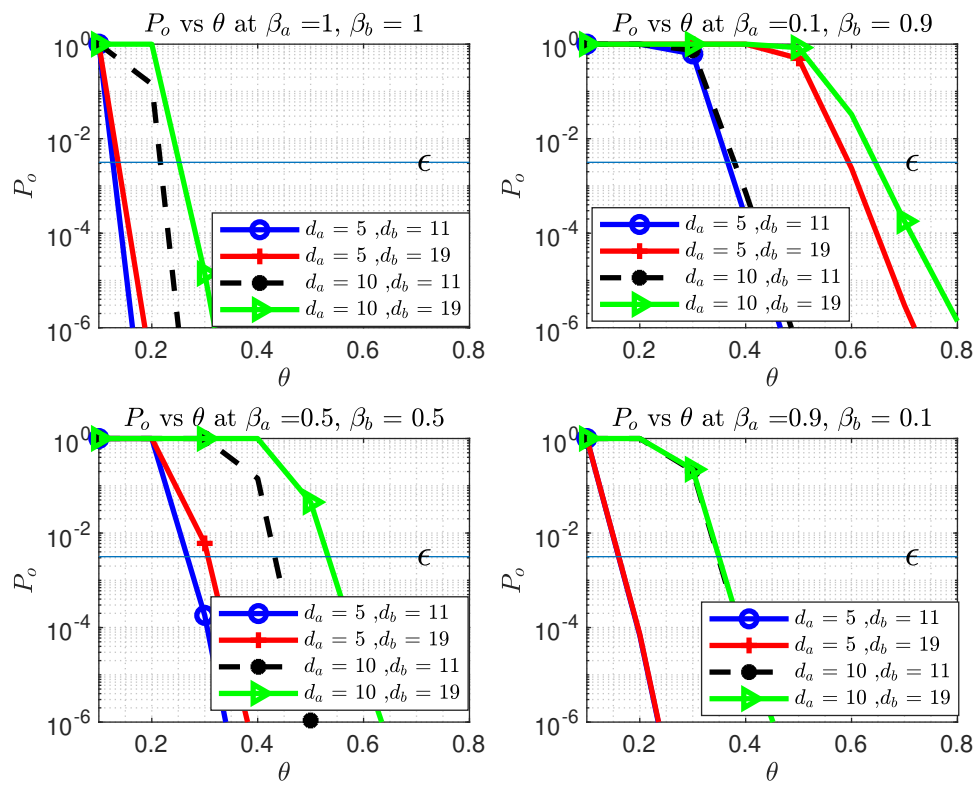 P_o vs θ at β_a =1, β_b = 1
10^0
10^-2
10^-4
10^-6
P_o
ϵ
d_a = 5 ,d_b = 11
d_a = 5 ,d_b = 19
d_a = 10 ,d_b = 11
d_a = 10 ,d_b = 19
0.2 0.4 0.6 0.8
θ
P_o vs θ at β_a =0.1, β_b = 0.9
10^0
10^-2
10^-4
10^-6
P_o
ϵ
d_a = 5 ,d_b = 11
d_a = 5 ,d_b = 19
d_a = 10 ,d_b = 11
d_a = 10 ,d_b = 19
0.2 0.4 0.6 0.8
θ
P_o vs θ at β_a =0.5, β_b = 0.5
10^0
10^-2
10^-4
10^-6
P_o
ϵ
d_a = 5 ,d_b = 11
d_a = 5 ,d_b = 19
d_a = 10 ,d_b = 11
d_a = 10 ,d_b = 19
0.2 0.4 0.6 0.8
θ
P_o vs θ at β_a =0.9, β_b = 0.1
10^0
10^-2
10^-4
10^-6
P_o
ϵ
d_a = 5 ,d_b = 11
d_a = 5 ,d_b = 19
d_a = 10 ,d_b = 11
d_a = 10 ,d_b = 19
0.2 0.4 0.6 0.8
θ